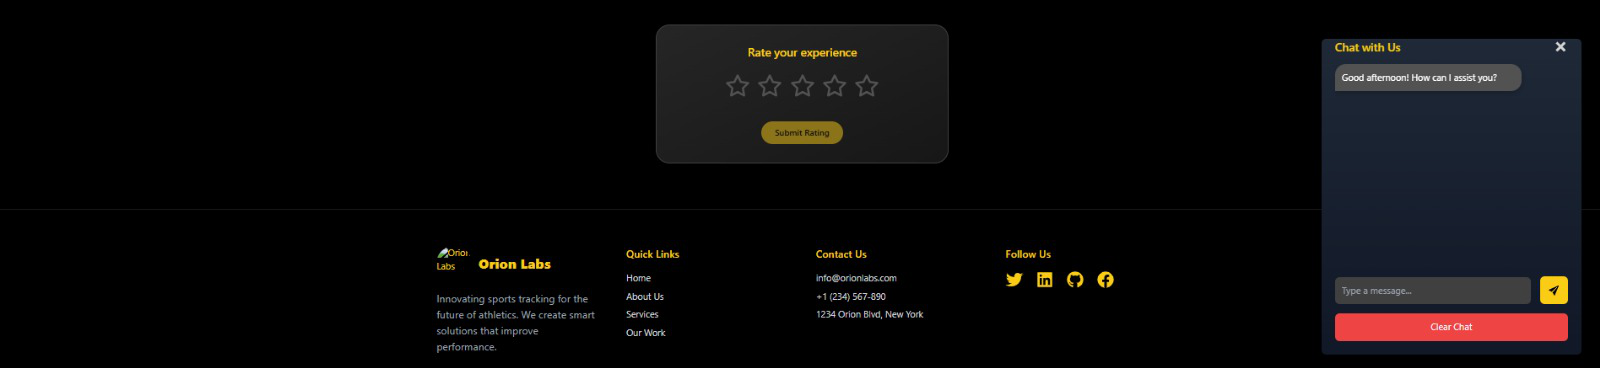 Rate your experience
Submit Rating
Chat with Us
Good afternoon! How can I assist you?
Type a message...
Clear Chat
Orion
Labs
Orion Labs
Innovating sports tracking for the
future of athletics. We create smart
solutions that improve
performance.
Quick Links
Home
About Us
Services
Our Work
Contact Us
info@orionlabs.com
+1 (234) 567-890
1234 Orion Blvd, New York
Follow Us